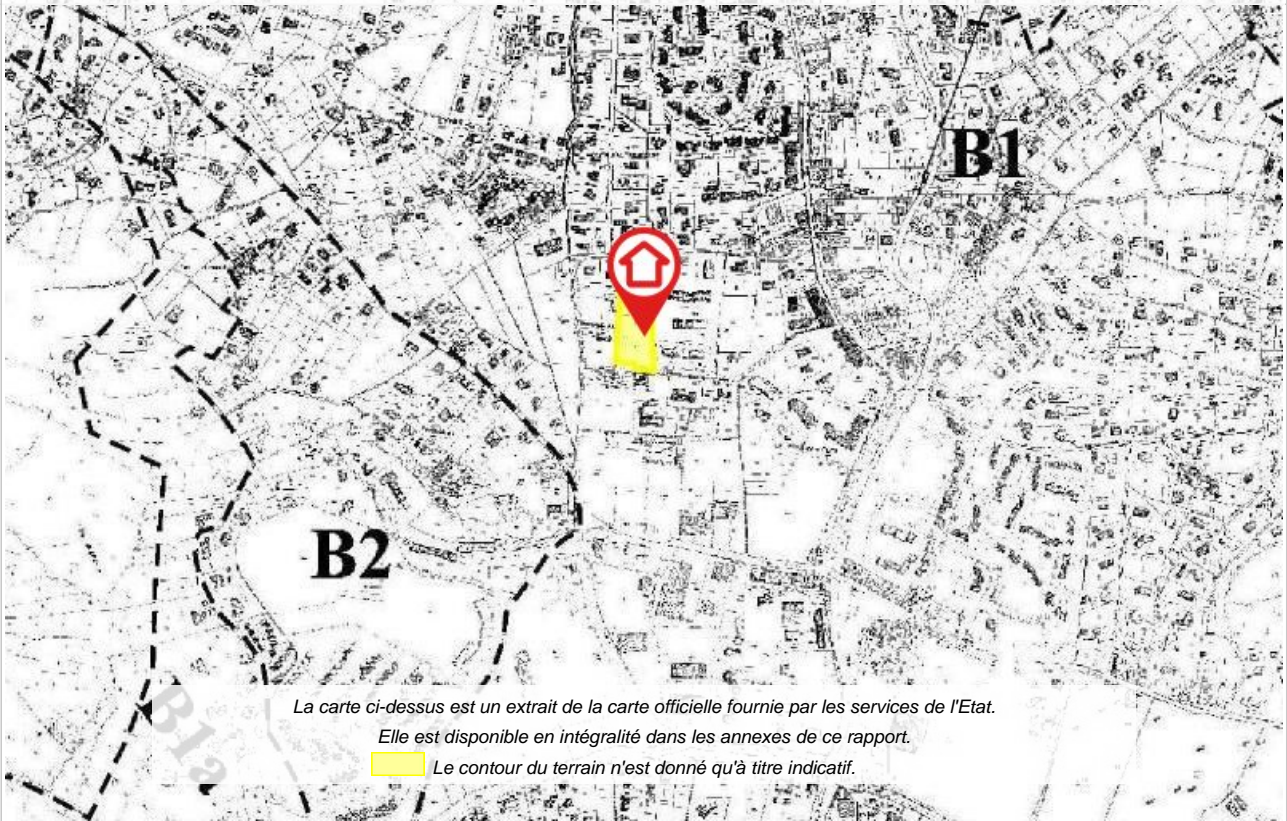 B1
B2
B1a
La carte ci-dessus est un extrait de la carte officielle fournie par les services de l'Etat.
Elle est disponible en intégralité dans les annexes de ce rapport.
Le contour du terrain n'est donné qu'à titre indicatif.